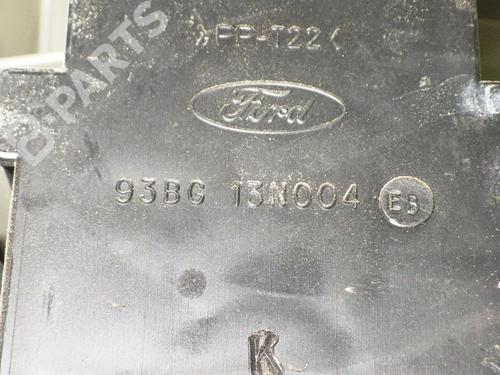 >PP-T22<
Ford
93BG 13N004 EB
K
B-PARTS